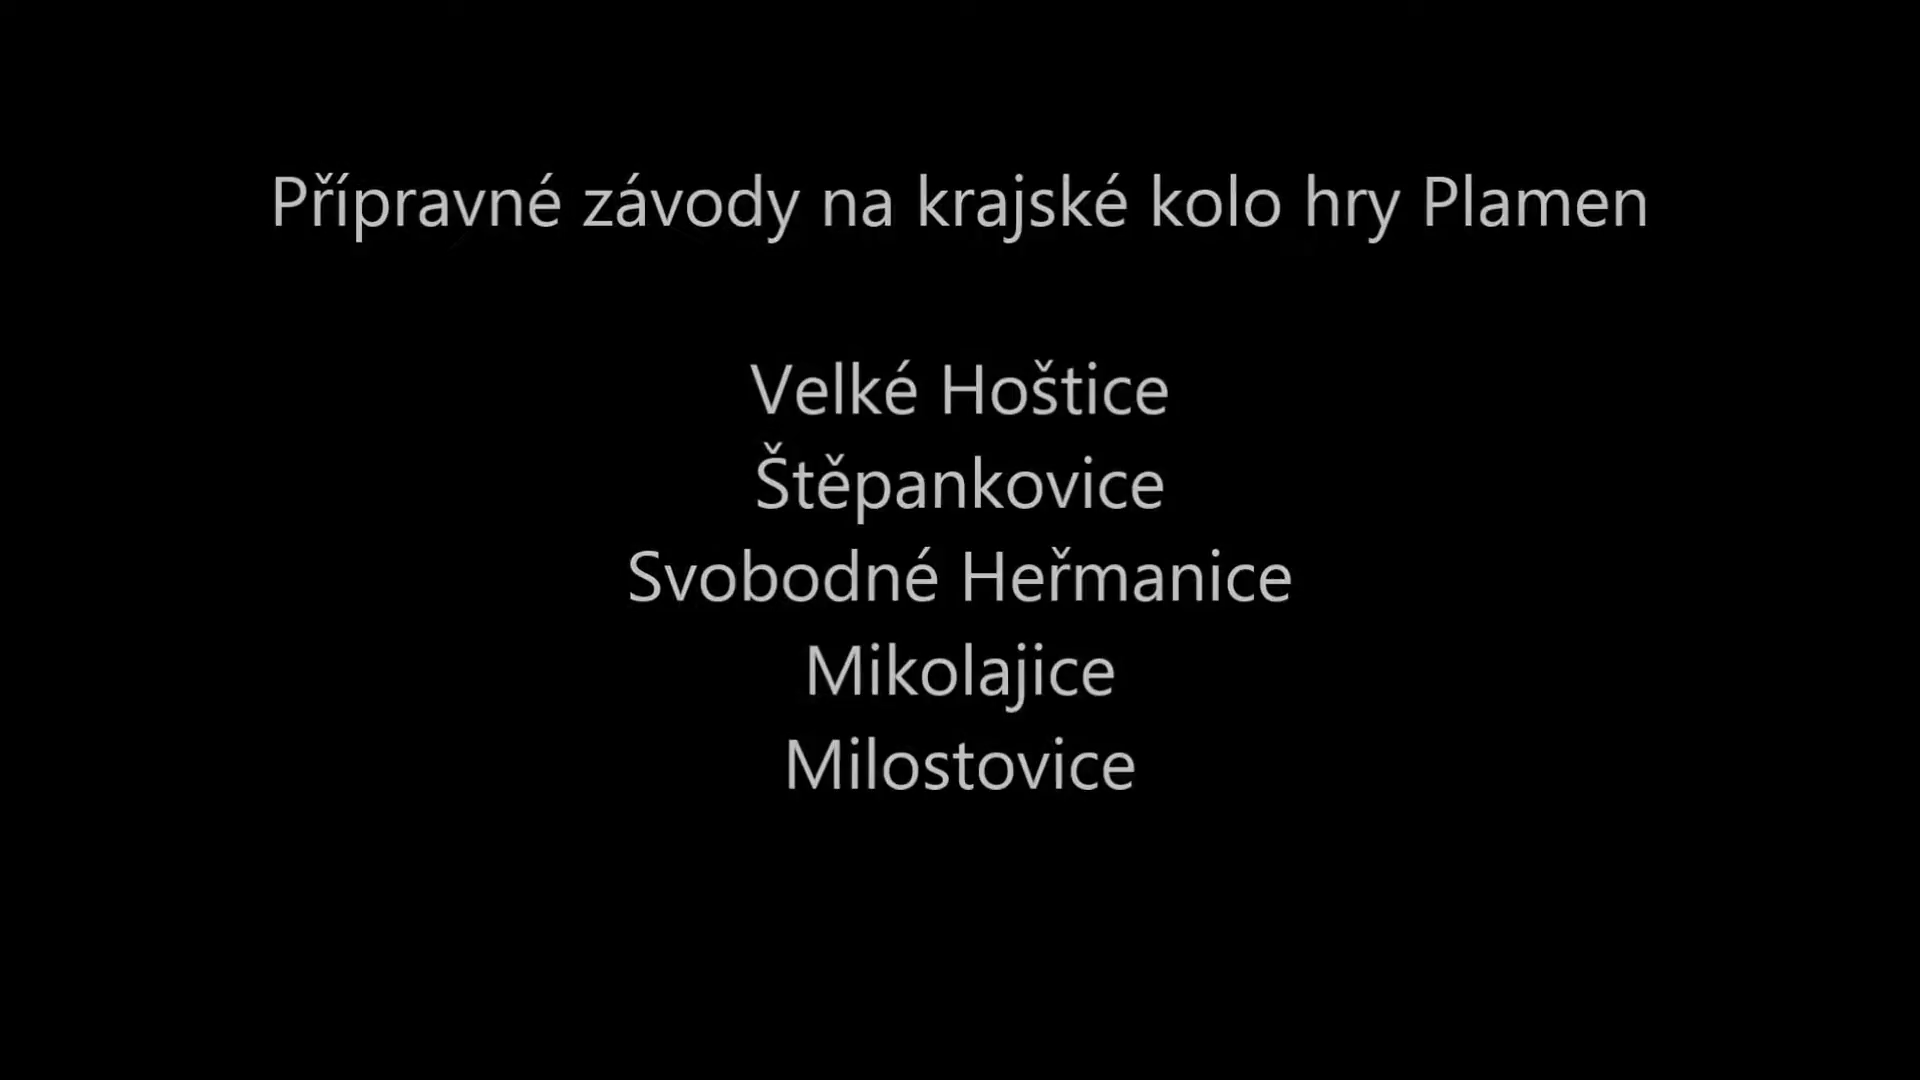 Přípravné závody na krajské kolo hry Plamen
Velké Hoštice
Štěpankovice
Svobodné Heřmanice
Mikolajice
Milostovice